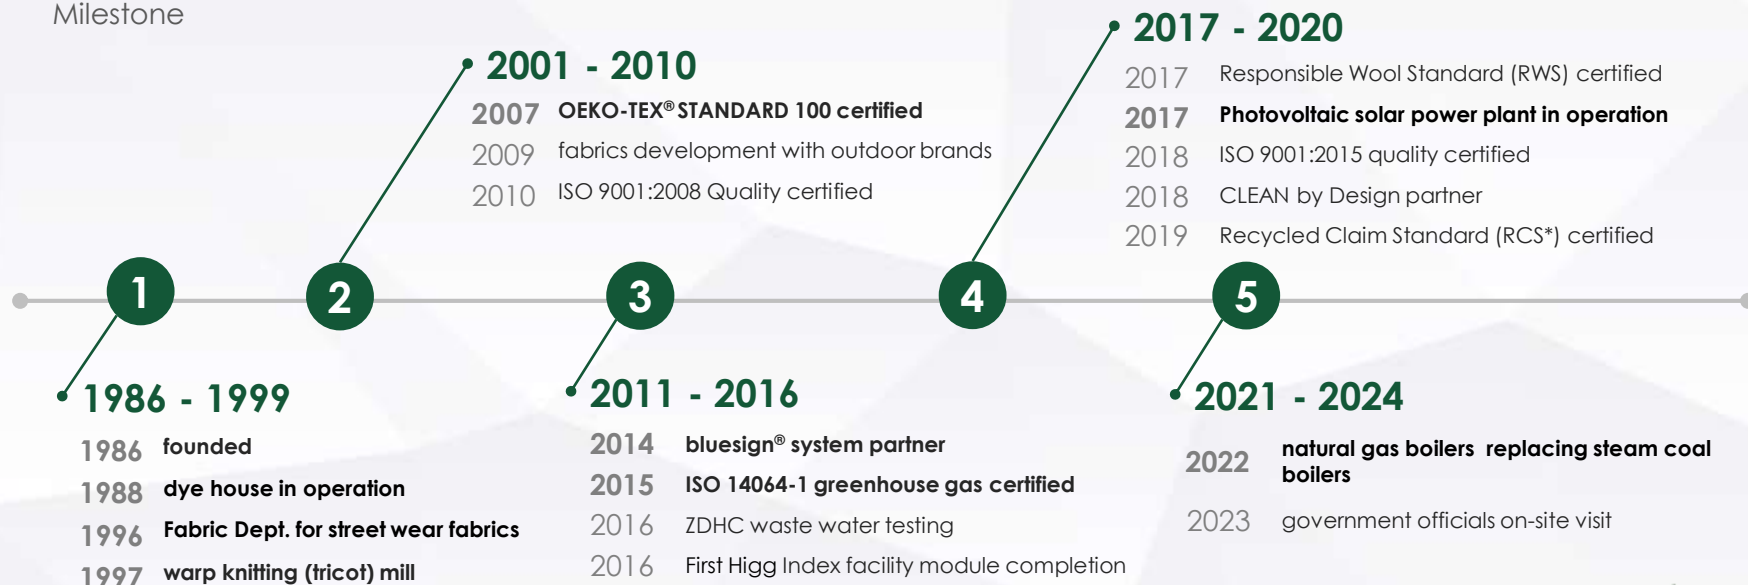 Milestone
1986 - 1999
1986 founded
1988 dye house in operation
1996 Fabric Dept. for street wear fabrics
1997 warp knitting (tricot) mill
2001 - 2010
2007 OEKO-TEX® STANDARD 100 certified
2009 fabrics development with outdoor brands
2010 ISO 9001:2008 Quality certified
2011 - 2016
2014 bluesign® system partner
2015 ISO 14064-1 greenhouse gas certified
2016 ZDHC waste water testing
2016 First Higg Index facility module completion
2017 - 2020
2017 Responsible Wool Standard (RWS) certified
2017 Photovoltaic solar power plant in operation
2018 ISO 9001:2015 quality certified
2018 CLEAN by Design partner
2019 Recycled Claim Standard (RCS*) certified
2021 - 2024
2022 natural gas boilers replacing steam coal
boilers
2023 government officials on-site visit
1
2
3
4
5